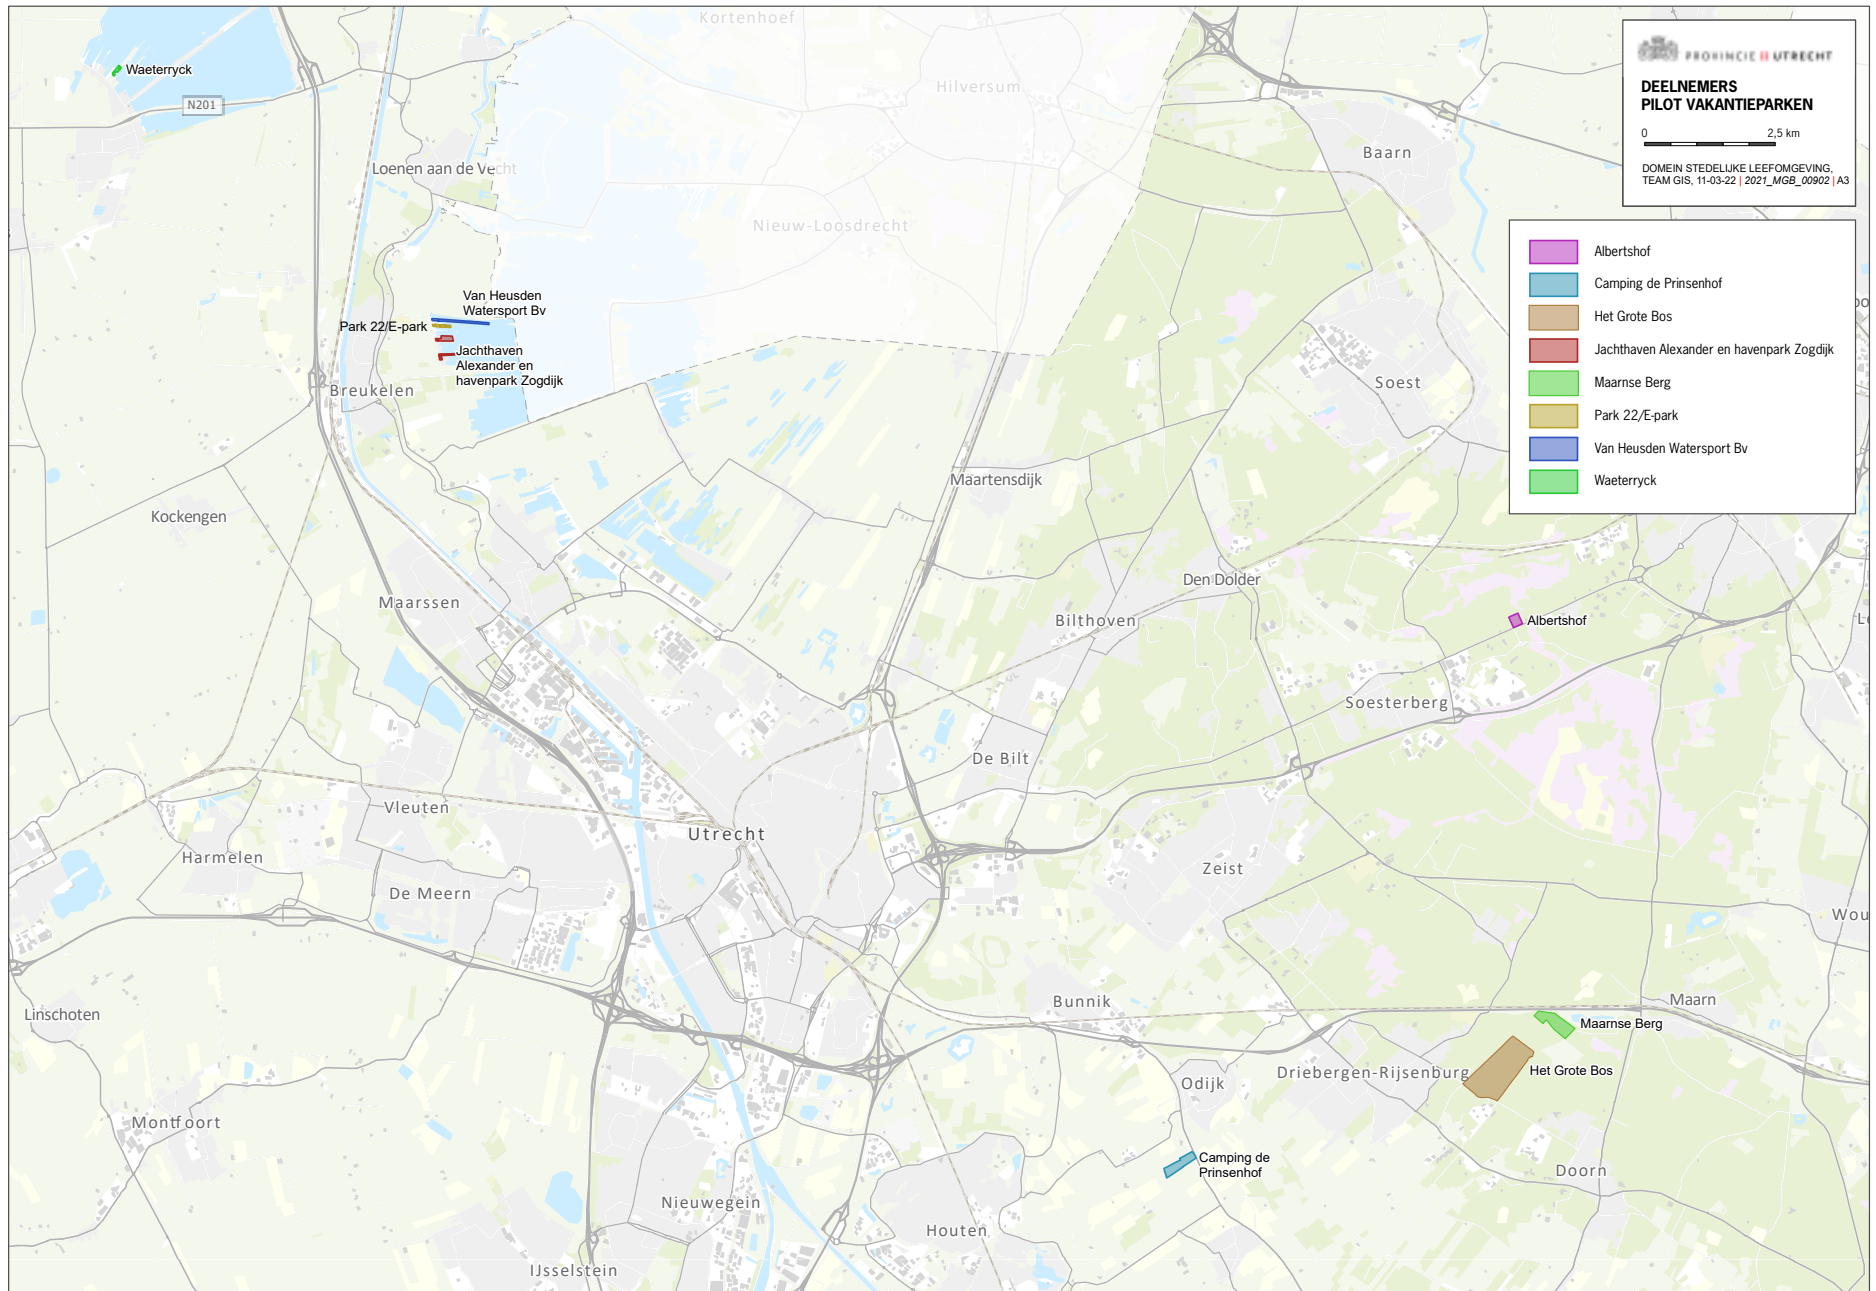 Kortenhoef
Waeterryck
N201
Hilversum
Loenen aan de Vecht
Baarn
Nieuw-Loosdrecht
Van Heusden
Watersport Bv
Park 22/E-park
Jachthaven
Alexander en
havenpark Zogdijk
Breukelen
Soest
Maartensdijk
Kockengen
Den Dolder
Maarssen
Bilthoven
Albertshof
Soesterberg
De Bilt
Vleuten
Utrecht
Harmelen
Zeist
De Meern
Wou
Bunnik
Maarn
Linschoten
Maarnse Berg
Het Grote Bos
Driebergen-Rijsenburg
Odijk
Montfoort
Camping de
Prinsenhof
Doorn
Nieuwegein
Houten
IJsselstein
PROVINCIE UTRECHT
DEELNEMERS
PILOT VAKANTIEPARKEN
0 2,5 km
DOMEIN STEDELIJKE LEEFOMGEVING,
TEAM GIS, 11-03-22 | 2021_MGB_00902 | A3
Albertshof
Camping de Prinsenhof
Het Grote Bos
Jachthaven Alexander en havenpark Zogdijk
Maarnse Berg
Park 22/E-park
Van Heusden Watersport Bv
Waeterryck